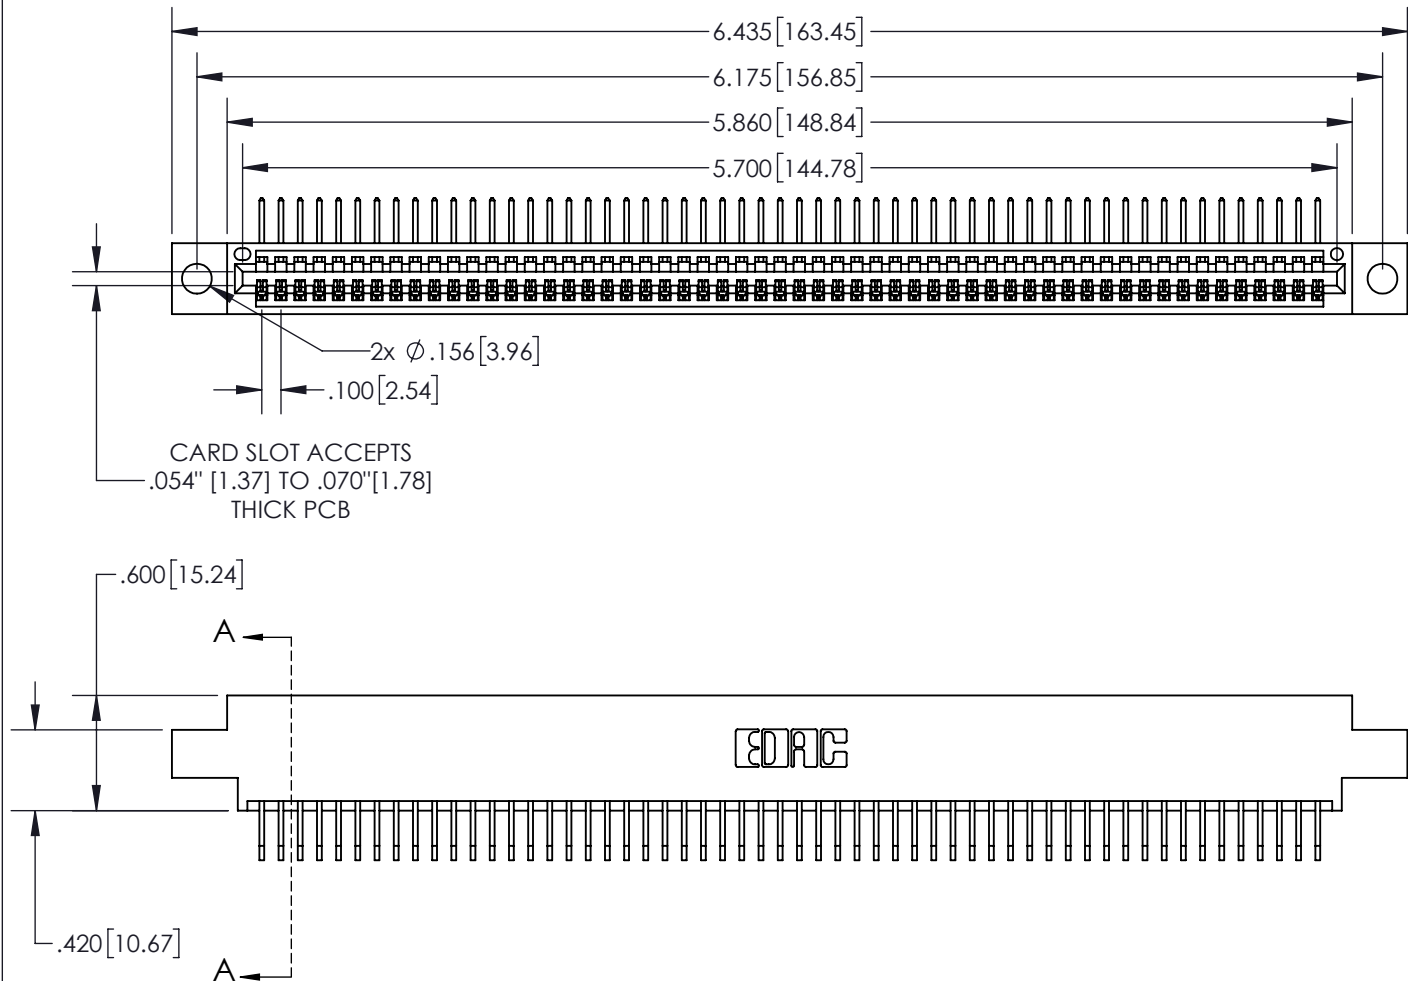 6.435[163.45]
6.175[156.85]
5.860[148.84]
5.700[144.78]
2x ∅.156[3.96]
.100[2.54]
CARD SLOT ACCEPTS
.054" [1.37] TO .070"[1.78]
THICK PCB
.600[15.24]
A
EDAC
.420[10.67]
A